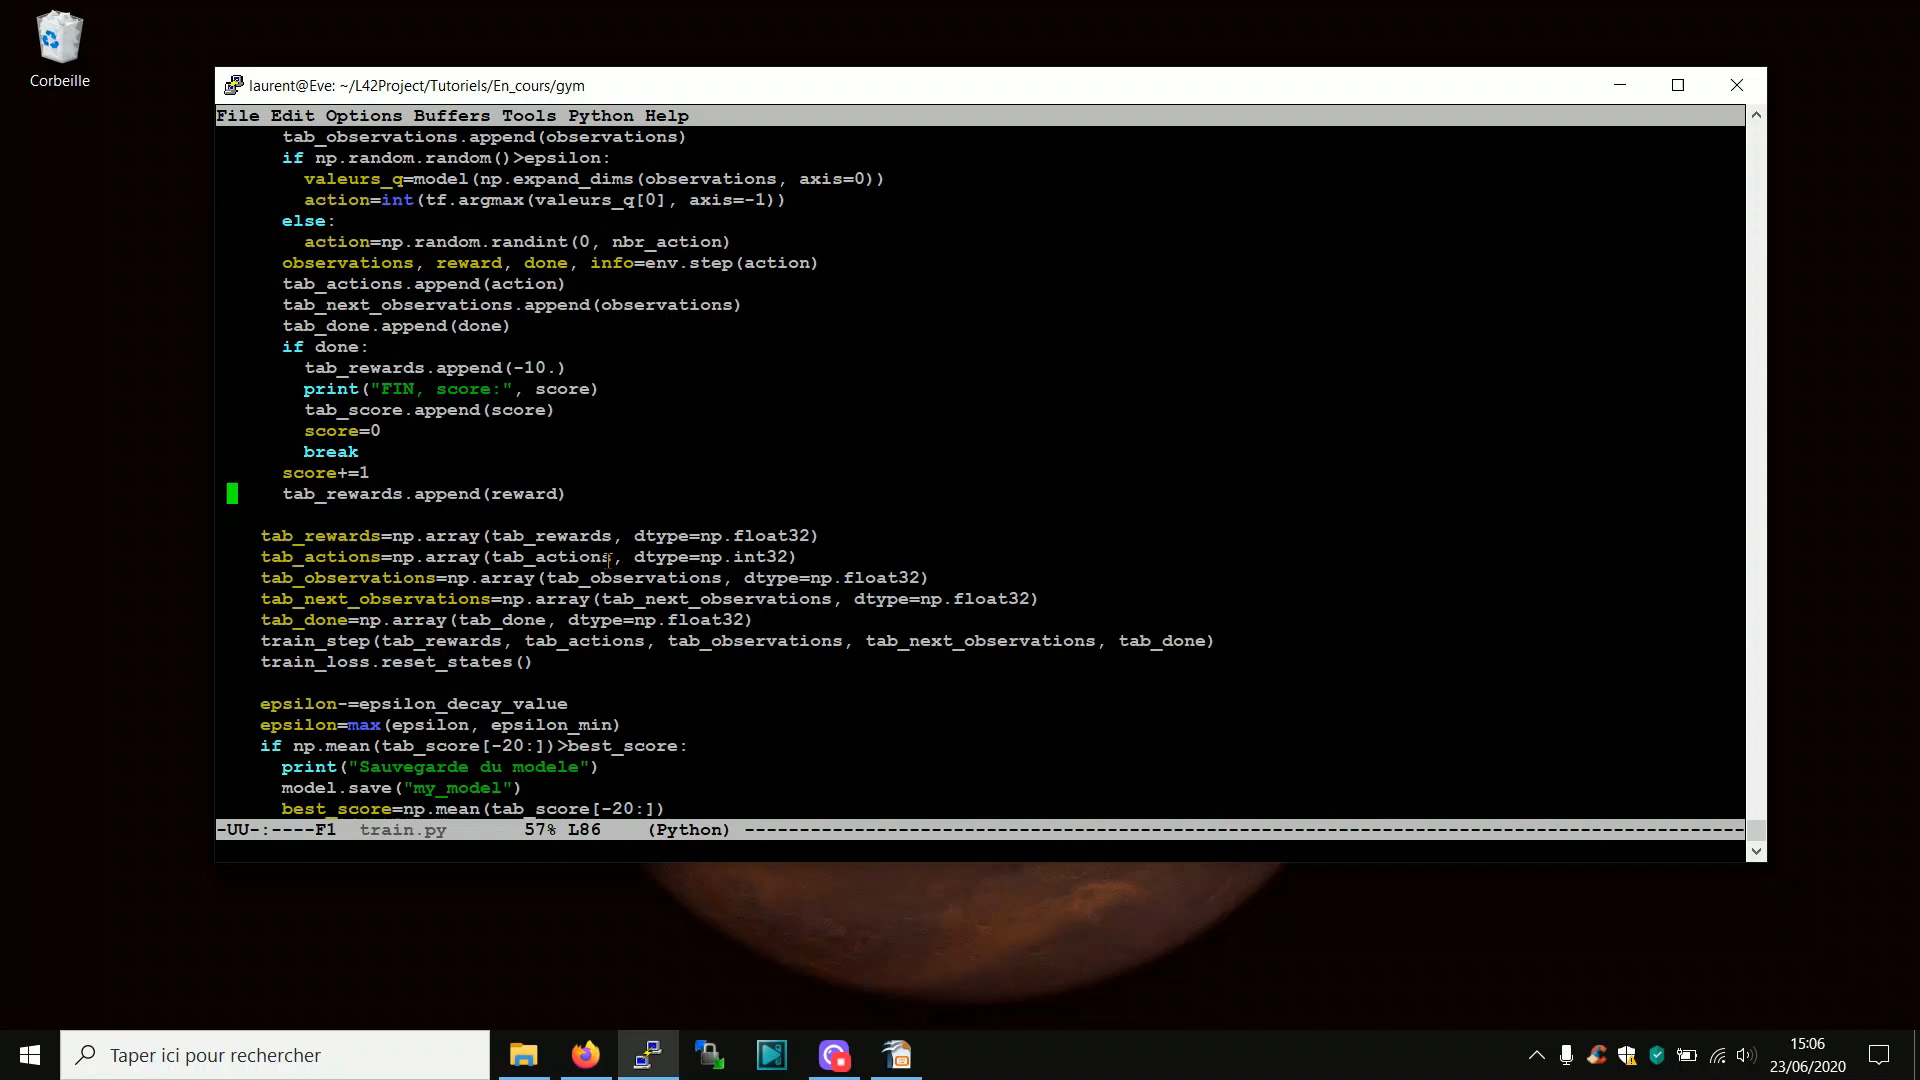 Corbeille
laurent@Eve: ~/L42Project/Tutoriels/En_cours/gym
File Edit Options Buffers Tools Python Help
tab_observations.append(observations)
if np.random.random()>epsilon:
valeurs_q=model(np.expand_dims(observations, axis=0))
action=int(tf.argmax(valeurs_q[0], axis=-1))
else:
action=np.random.randint(0, nbr_action)
observations, reward, done, info=env.step(action)
tab_actions.append(action)
tab_next_observations.append(observations)
tab_done.append(done)
if done:
tab_rewards.append(-10.)
print("FIN, score:", score)
tab_score.append(score)
score=0
break
score+=1
tab_rewards.append(reward)
tab_rewards=np.array(tab_rewards, dtype=np.float32)
tab_actions=np.array(tab_actions, dtype=np.int32)
tab_observations=np.array(tab_observations, dtype=np.float32)
tab_next_observations=np.array(tab_next_observations, dtype=np.float32)
tab_done=np.array(tab_done, dtype=np.float32)
train_step(tab_rewards, tab_actions, tab_observations, tab_next_observations, tab_done)
train_loss.reset_states()
epsilon-=epsilon_decay_value
epsilon=max(epsilon, epsilon_min)
if np.mean(tab_score[-20:])>best_score:
print("Sauvegarde du modele")
model.save("my_model")
best_score=np.mean(tab_score[-20:])
-UU-:----F1 train.py 57% L86 (Python) -------------------------------------------------------------------------------------------
Taper ici pour rechercher
15:06
23/06/2020